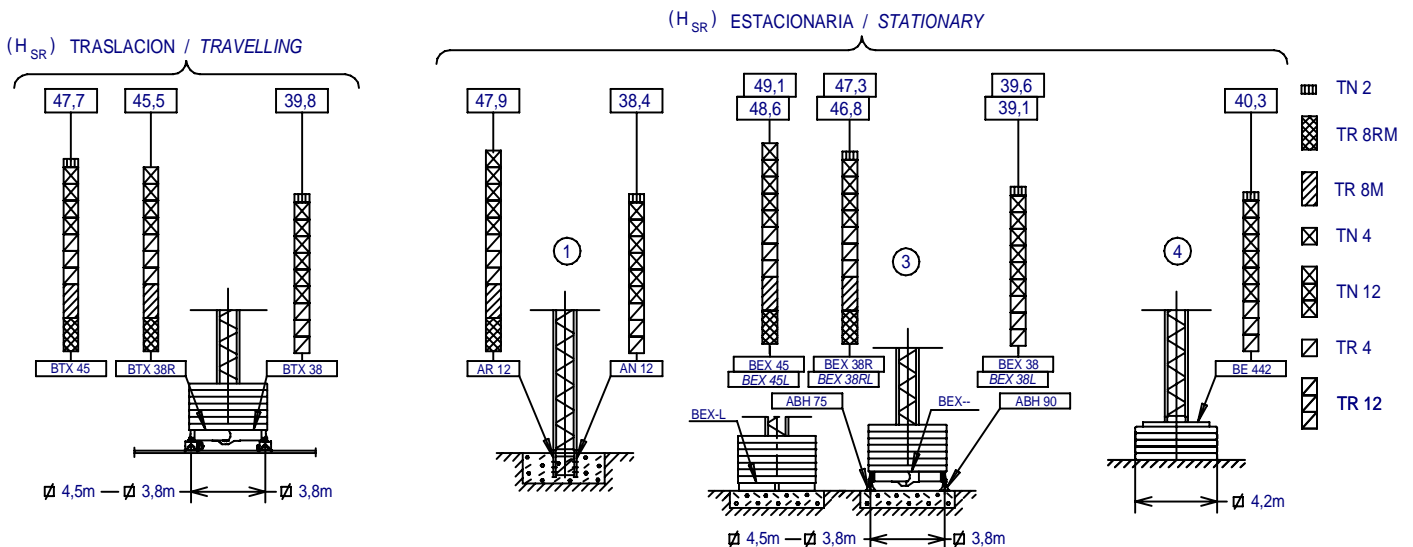 (H SR) TRASLACION / TRAVELLING
(H SR) ESTACIONARIA / STATIONARY
47,7
45,5
39,8
47,9
38,4
49,1
48,6
47,3
46,8
39,6
39,1
40,3
TN 2
TR 8RM
TR 8M
TN 4
TN 12
TR 4
TR 12
1
3
4
BTX 45
BTX 38R
BTX 38
AR 12
AN 12
BEX 45
BEX 45L
BEX 38R
BEX 38RL
BEX 38
BEX 38L
BE 442
BEX-L
ABH 75
BEX--
ABH 90
4,5m — 3,8m
3,8m
4,5m — 3,8m
3,8m
4,2m